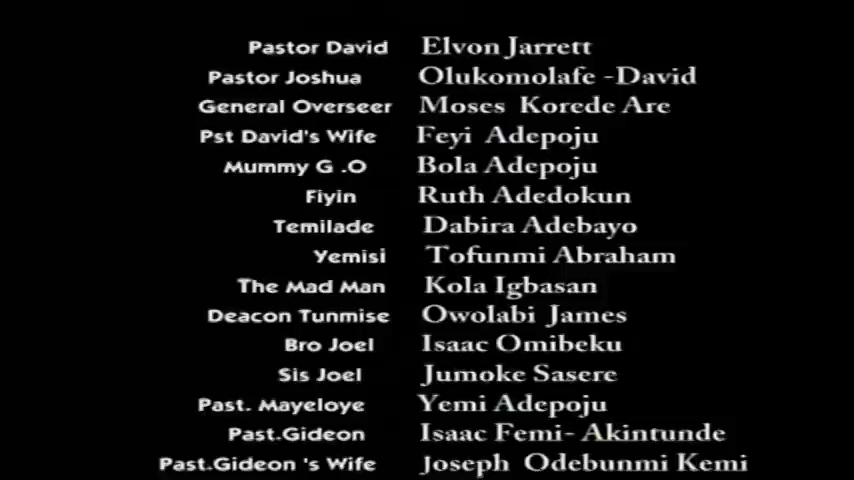 Pastor David Elvon Jarrett
Pastor Joshua Olukomolafe -David
General Overseer Moses Korede Are
Pst David's Wife Feyi Adepoju
Mummy G .O Bola Adepoju
Fiyin Ruth Adedokun
Temilade Dabira Adebayo
Yemisi Tofunmi Abraham
The Mad Man Kola Igbasan
Deacon Tunmise Owolabi James
Bro Joel Isaac Omibeku
Sis Joel Jumoke Sasere
Past. Mayeloye Yemi Adepoju
Past.Gideon Isaac Femi- Akintunde
Past.Gideon 's Wife Joseph Odebunmi Kemi